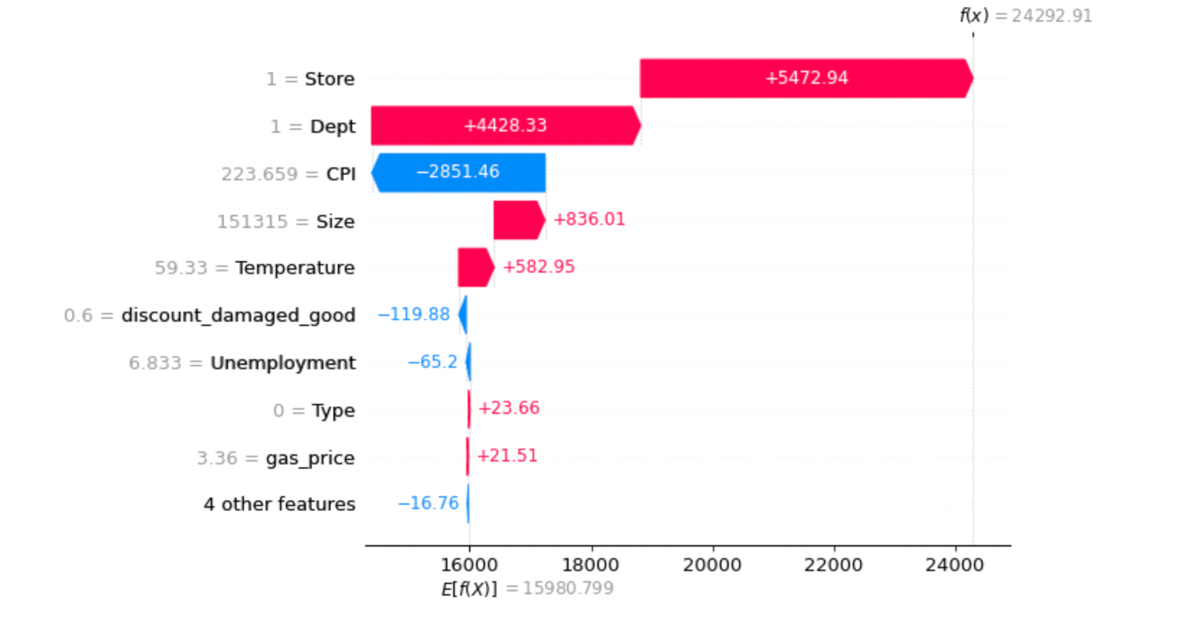 f(x) = 24292.91
1 = Store
+5472.94
1 = Dept
+4428.33
223.659 = CPI
−2851.46
151315 = Size
+836.01
59.33 = Temperature
+582.95
0.6 = discount_damaged_good
−119.88
6.833 = Unemployment
−65.2
0 = Type
+23.66
3.36 = gas_price
+21.51
4 other features
−16.76
16000 18000 20000 22000 24000
E[f(X)] = 15980.799